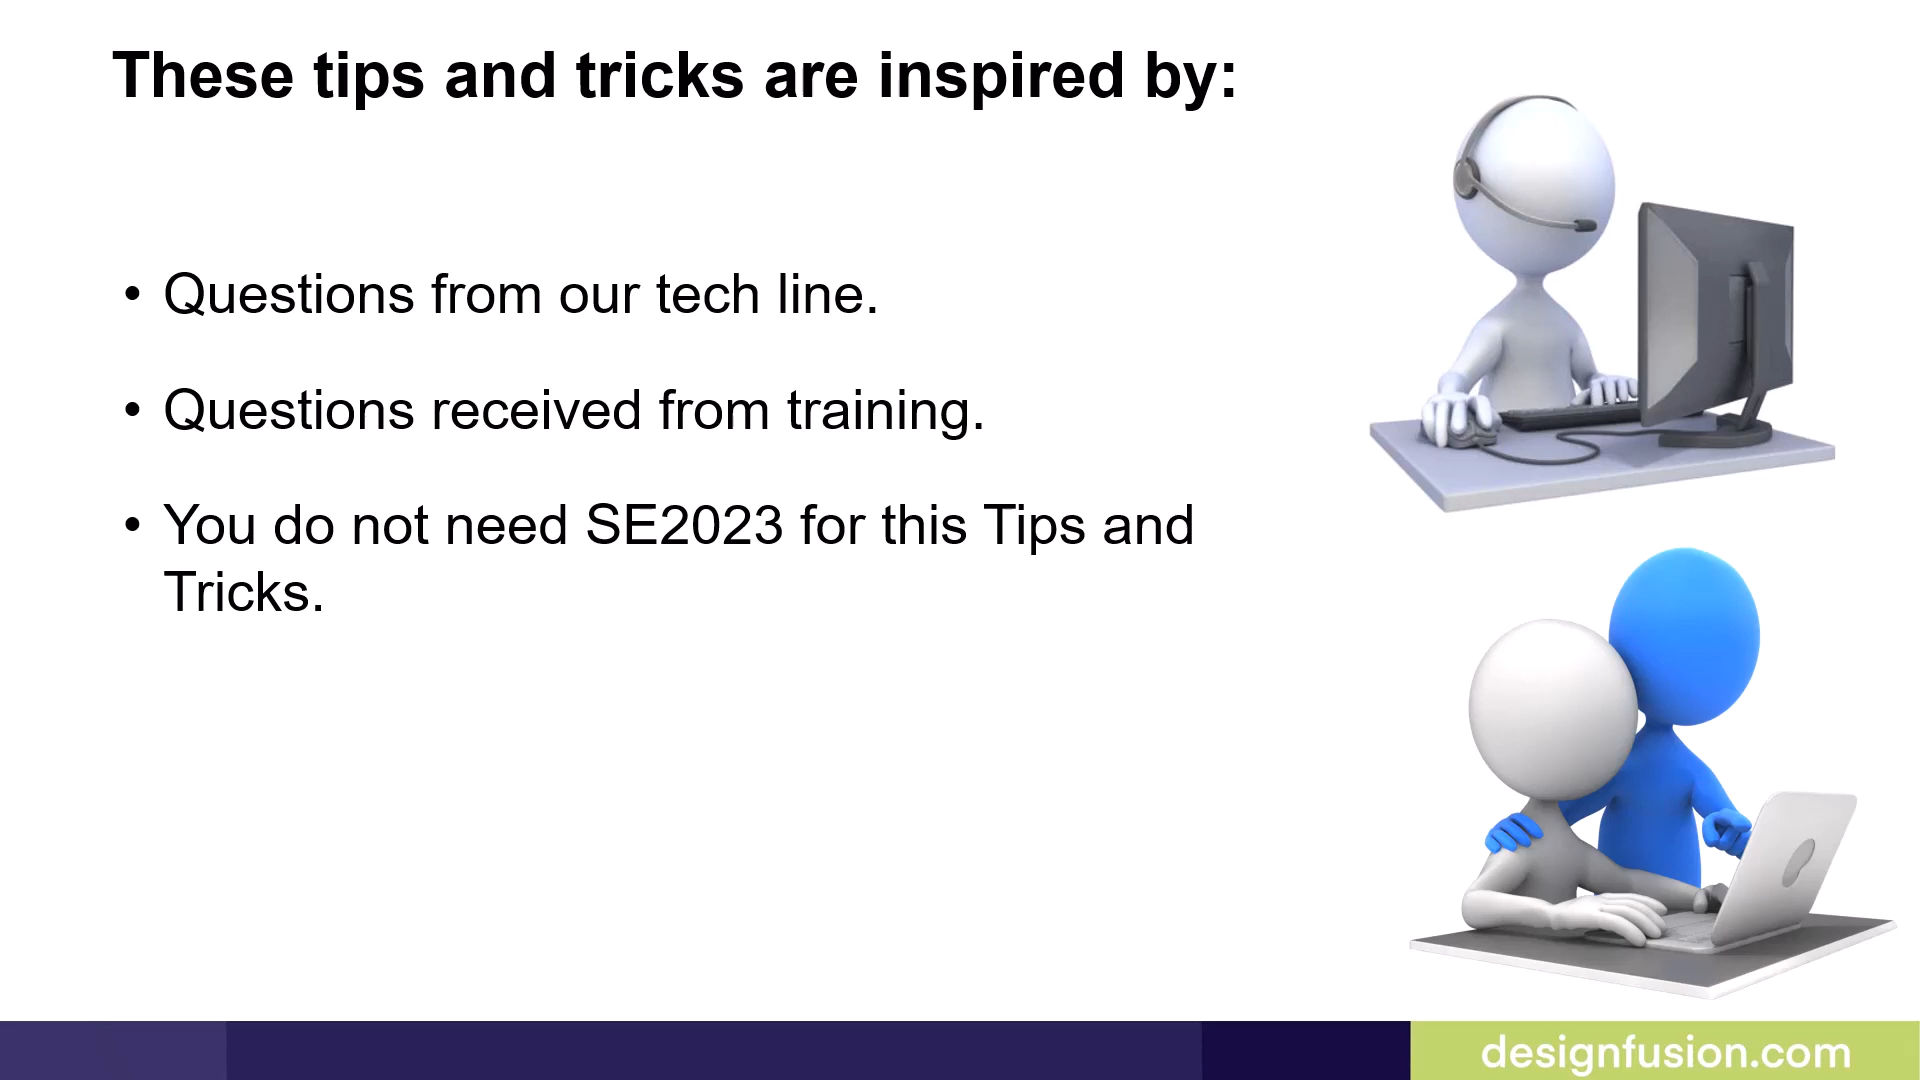 These tips and tricks are inspired by:
• Questions from our tech line.
• Questions received from training.
• You do not need SE2023 for this Tips and
Tricks.
designfusion.com